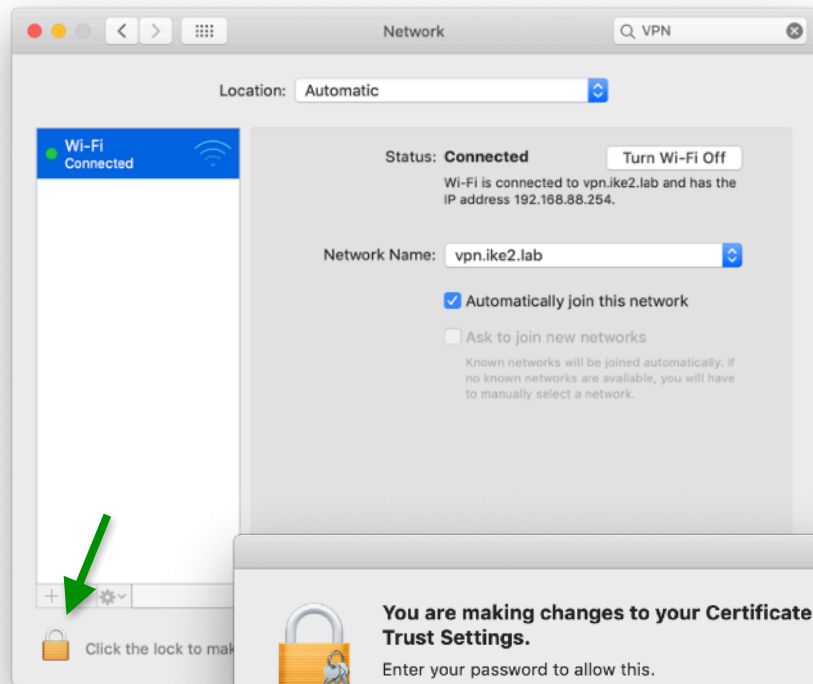 Network
VPN
Location: Automatic
Wi-Fi
Connected
Status: Connected
Turn Wi-Fi Off
Wi-Fi is connected to vpn.ike2.lab and has the
IP address 192.168.88.254.
Network Name: vpn.ike2.lab
Automatically join this network
Ask to join new networks
Known networks will be joined automatically. If
no known networks are available, you will have
to manually select a network.
Click the lock to mak
You are making changes to your Certificate
Trust Settings.
Enter your password to allow this.